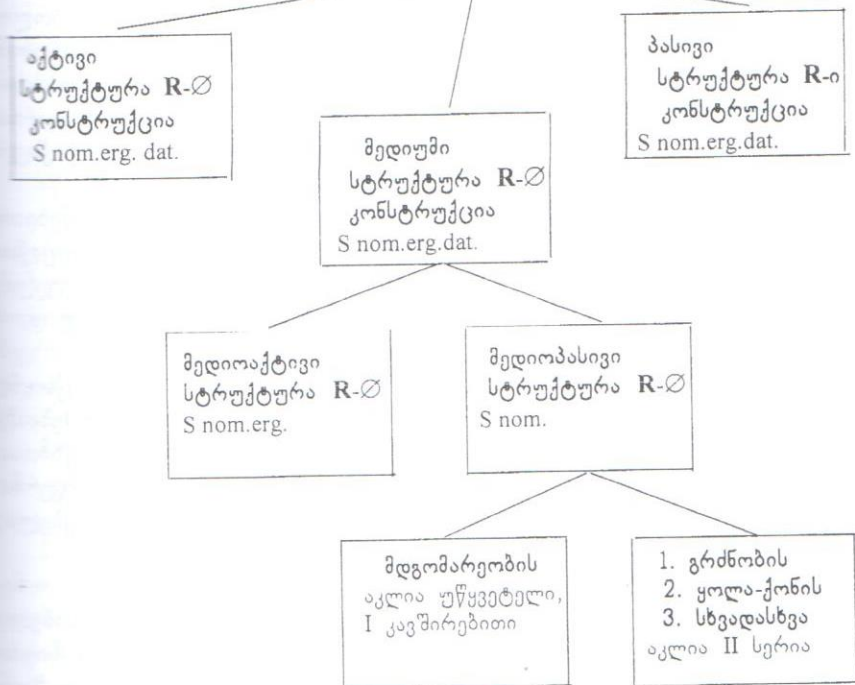 აქტივი
სტრუქტურა R-∅
კონსტრუქცია
S nom.erg. dat.
პასივი
სტრუქტურა R-ი
კონსტრუქცია
S nom.erg.dat.
მედიუმი
სტრუქტურა R-∅
კონსტრუქცია
S nom.erg.dat.
მედიოაქტივი
სტრუქტურა R-∅
S nom.erg.
მედიოპასივი
სტრუქტურა R-∅
S nom.
მდგომარეობის
აკლია უწყვეტელი,
I კავშირებითი
1. გრძნობის
2. ყოლა-ქონის
3. სხვადასხვა
აკლია II სერია